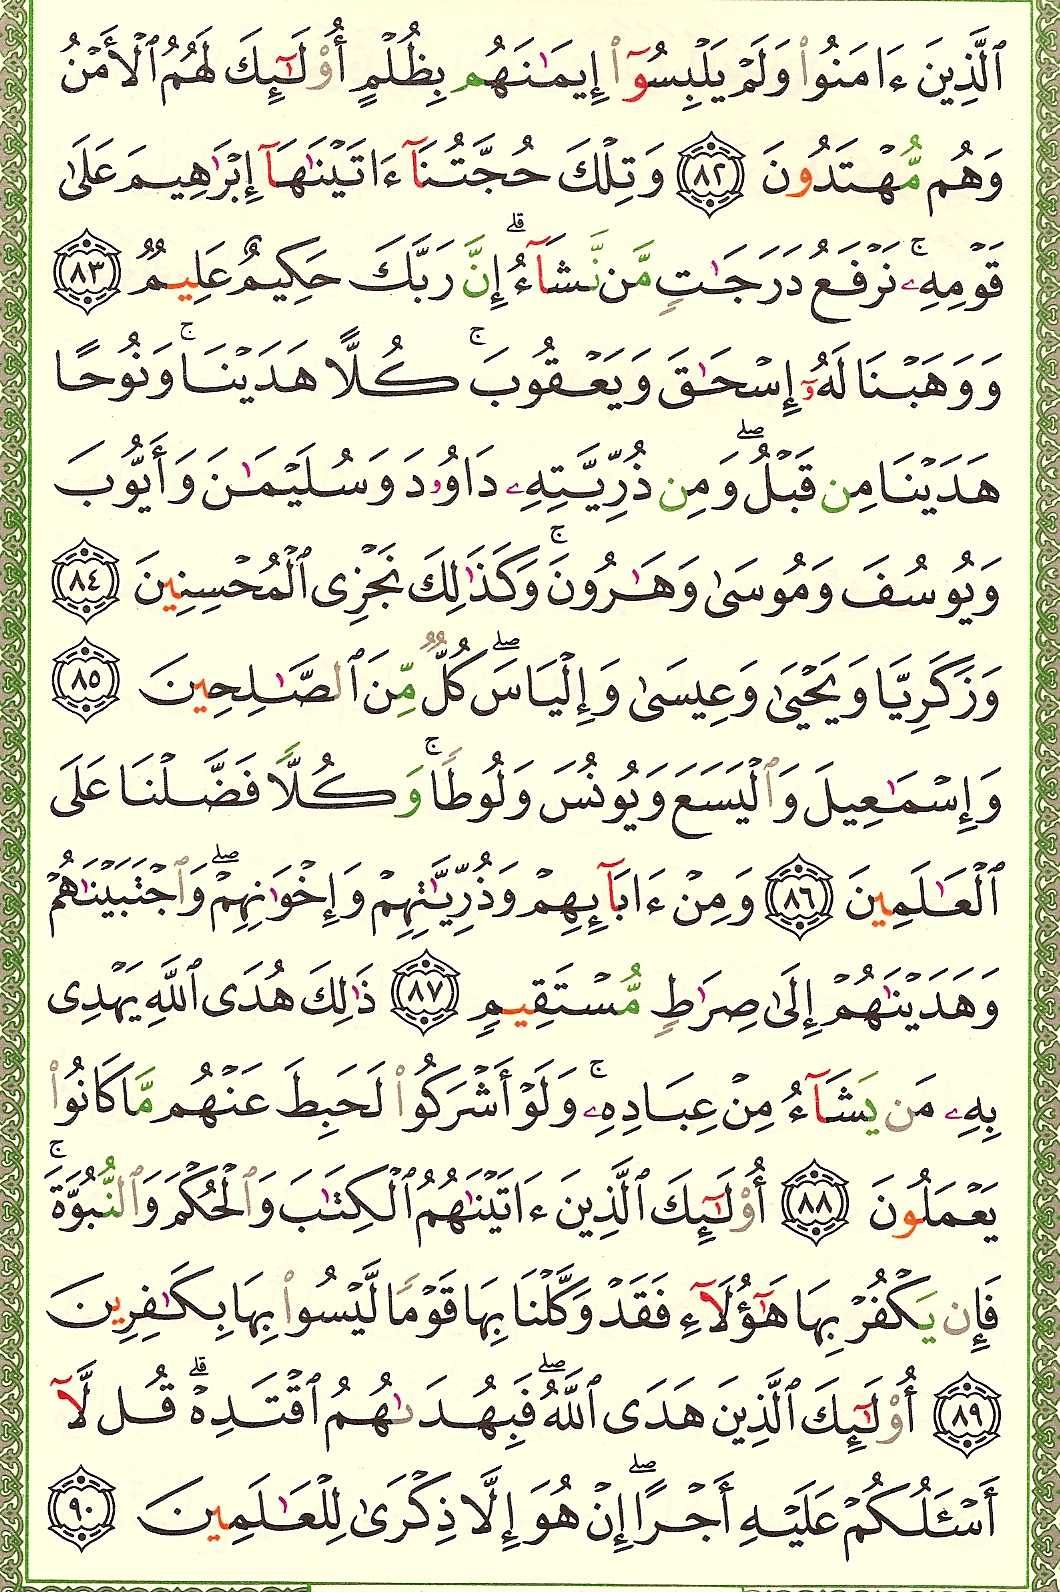 ٱلَّذِينَ ءَامَنُوا۟ وَلَمْ يَلْبِسُوٓا۟ إِيمَـٰنَهُم بِظُلْمٍ أُو۟لَـٰٓئِكَ لَهُمُ ٱلْأَمْنُ
وَهُم مُّهْتَدُونَ ٨٢ وَتِلْكَ حُجَّتُنَآ ءَاتَيْنَـٰهَآ إِبْرَٰهِيمَ عَلَىٰ
قَوْمِهِۦ ۚ نَرْفَعُ دَرَجَـٰتٍ مَّن نَّشَآءُ ۗ إِنَّ رَبَّكَ حَكِيمٌ عَلِيمٌ ٨٣
وَوَهَبْنَا لَهُۥٓ إِسْحَـٰقَ وَيَعْقُوبَ ۚ كُلًّا هَدَيْنَا ۚ وَنُوحًا
هَدَيْنَا مِن قَبْلُ ۖ وَمِن ذُرِّيَّتِهِۦ دَاوُۥدَ وَسُلَيْمَـٰنَ وَأَيُّوبَ
وَيُوسُفَ وَمُوسَىٰ وَهَـٰرُونَ ۚ وَكَذَٰلِكَ نَجْزِى ٱلْمُحْسِنِينَ ٨٤
وَزَكَرِيَّا وَيَحْيَىٰ وَعِيسَىٰ وَإِلْيَاسَ ۖ كُلٌّ مِّنَ ٱلصَّـٰلِحِينَ ٨٥
وَإِسْمَـٰعِيلَ وَٱلْيَسَعَ وَيُونُسَ وَلُوطًا ۚ وَكُلًّا فَضَّلْنَا عَلَى
ٱلْعَـٰلَمِينَ ٨٦ وَمِنْ ءَابَآئِهِمْ وَذُرِّيَّـٰتِهِمْ وَإِخْوَٰنِهِمْ ۖ وَٱجْتَبَيْنَـٰهُمْ
وَهَدَيْنَـٰهُمْ إِلَىٰ صِرَٰطٍ مُّسْتَقِيمٍ ٨٧ ذَٰلِكَ هُدَى ٱللَّهِ يَهْدِى
بِهِۦ مَن يَشَآءُ مِنْ عِبَادِهِۦ ۚ وَلَوْ أَشْرَكُوا۟ لَحَبِطَ عَنْهُم مَّا كَانُوا۟
يَعْمَلُونَ ٨٨ أُو۟لَـٰٓئِكَ ٱلَّذِينَ ءَاتَيْنَـٰهُمُ ٱلْكِتَـٰبَ وَٱلْحُكْمَ وَٱلنُّبُوَّةَ ۚ
فَإِن يَكْفُرْ بِهَا هَـٰٓؤُلَآءِ فَقَدْ وَكَّلْنَا بِهَا قَوْمًا لَّيْسُوا۟ بِهَا بِكَـٰفِرِينَ
٨٩ أُو۟لَـٰٓئِكَ ٱلَّذِينَ هَدَى ٱللَّهُ ۖ فَبِهُدَىٰهُمُ ٱقْتَدِهْ ۗ قُل لَّآ
أَسْـَٔلُكُمْ عَلَيْهِ أَجْرًا ۖ إِنْ هُوَ إِلَّا ذِكْرَىٰ لِلْعَـٰلَمِينَ ٩٠